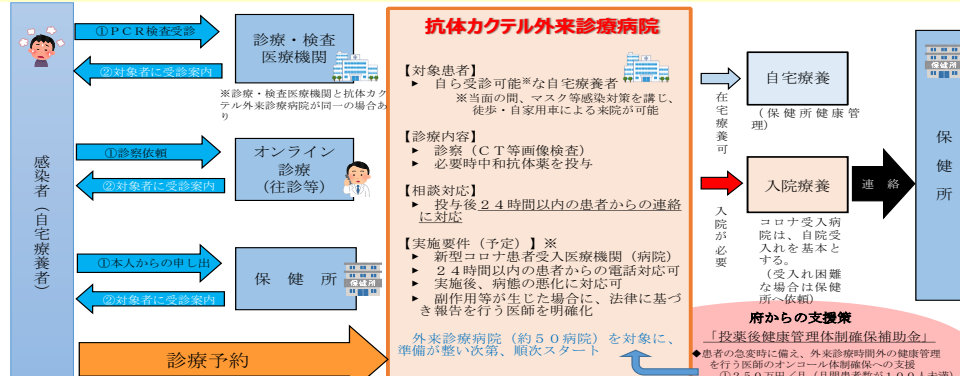 感染者（自宅療養者）
①ＰＣＲ検査受診
②対象者に受診案内
診療・検査
医療機関
※診療・検査医療機関と抗体カク
テル外来診療病院が同一の場合あ
り
①診察依頼
②対象者に受診案内
オンライン
診療
（往診等）
①本人からの申し出
②対象者に受診案内
保健所
保健所
診療予約
抗体カクテル外来診療病院
【対象患者】
▶ 自ら受診可能※な自宅療養者
※当面の間、マスク等感染対策を講じ、
徒歩・自家用車による来院が可能
【診療内容】
▶ 診察（ＣＴ等画像検査）
▶ 必要時中和抗体薬を投与
【相談対応】
▶ 投与後２４時間以内の患者からの連絡
に対応
【実施要件（予定）】※
▶ 新型コロナ患者受入医療機関（病院）
▶ ２４時間以内の患者からの電話対応可
▶ 実施後、病態の悪化に対応可
▶ 副作用等が生じた場合に、法律に基づ
き報告を行う医師を明確化
外来診療病院（約５０病院）を対象に、
準備が整い次第、順次スタート
在宅療養可
自宅療養
（保健所健康管
理）
入院が必要
入院療養
コロナ受入病
院は、自院受
入れを基本と
する。
（受入れ困難
な場合は保健
所へ依頼）
連絡
保健所
保健所
府からの支援策
「投薬後健康管理体制確保補助金」
◆患者の急変時に備え、外来診療時間外の健康管理
を行う医師のオンコール体制確保への支援
①２５０万円／月（月間患者数が１００人未満）